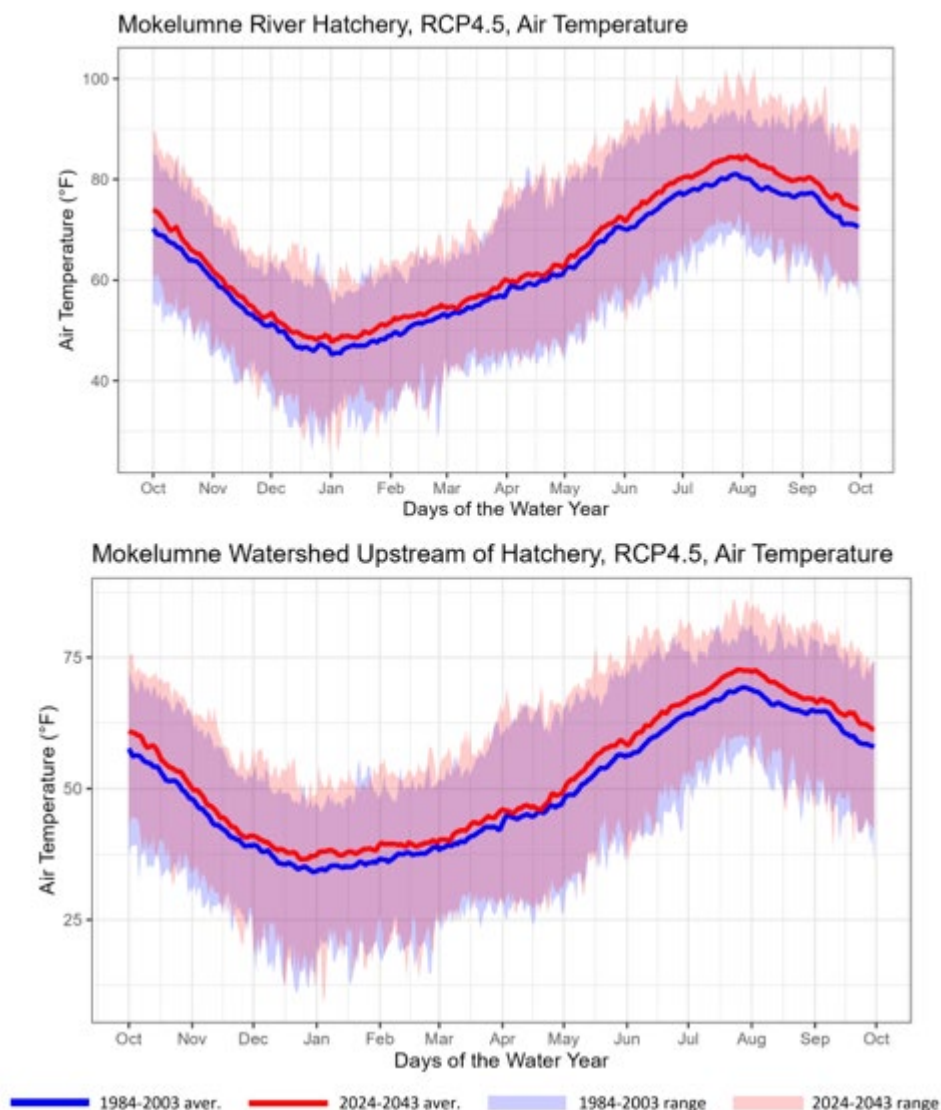 Mokelumne River Hatchery, RCP4.5, Air Temperature
100
80
60
40
Air Temperature (°F)
Oct Nov Dec Jan Feb Mar Apr May Jun Jul Aug Sep Oct
Days of the Water Year
Mokelumne Watershed Upstream of Hatchery, RCP4.5, Air Temperature
75
50
25
Air Temperature (°F)
Oct Nov Dec Jan Feb Mar Apr May Jun Jul Aug Sep Oct
Days of the Water Year
1984-2003 aver. 2024-2043 aver. 1984-2003 range 2024-2043 range